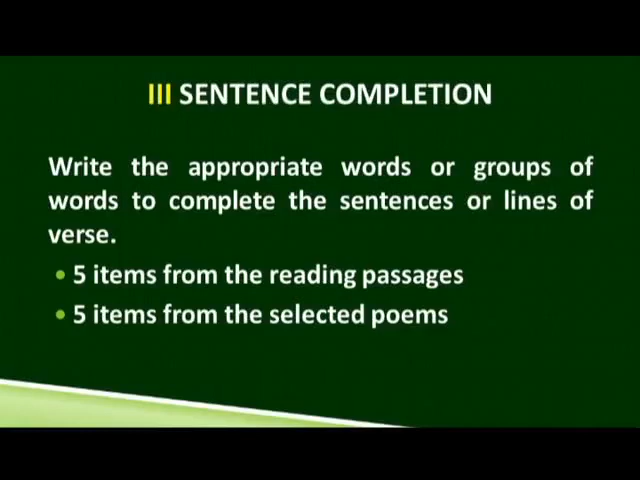 III SENTENCE COMPLETION
Write the appropriate words or groups of
words to complete the sentences or lines of
verse.
• 5 items from the reading passages
• 5 items from the selected poems